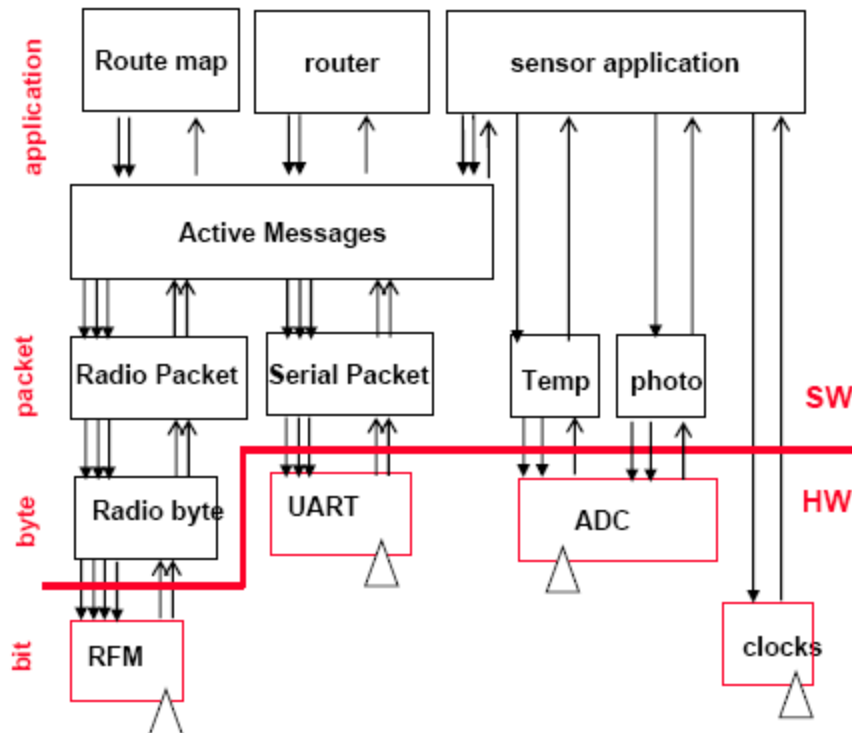 application
Route map
router
sensor application
Active Messages
packet
Radio Packet
Serial Packet
Temp
photo
SW
byte
Radio byte
UART
ADC
HW
bit
RFM
clocks